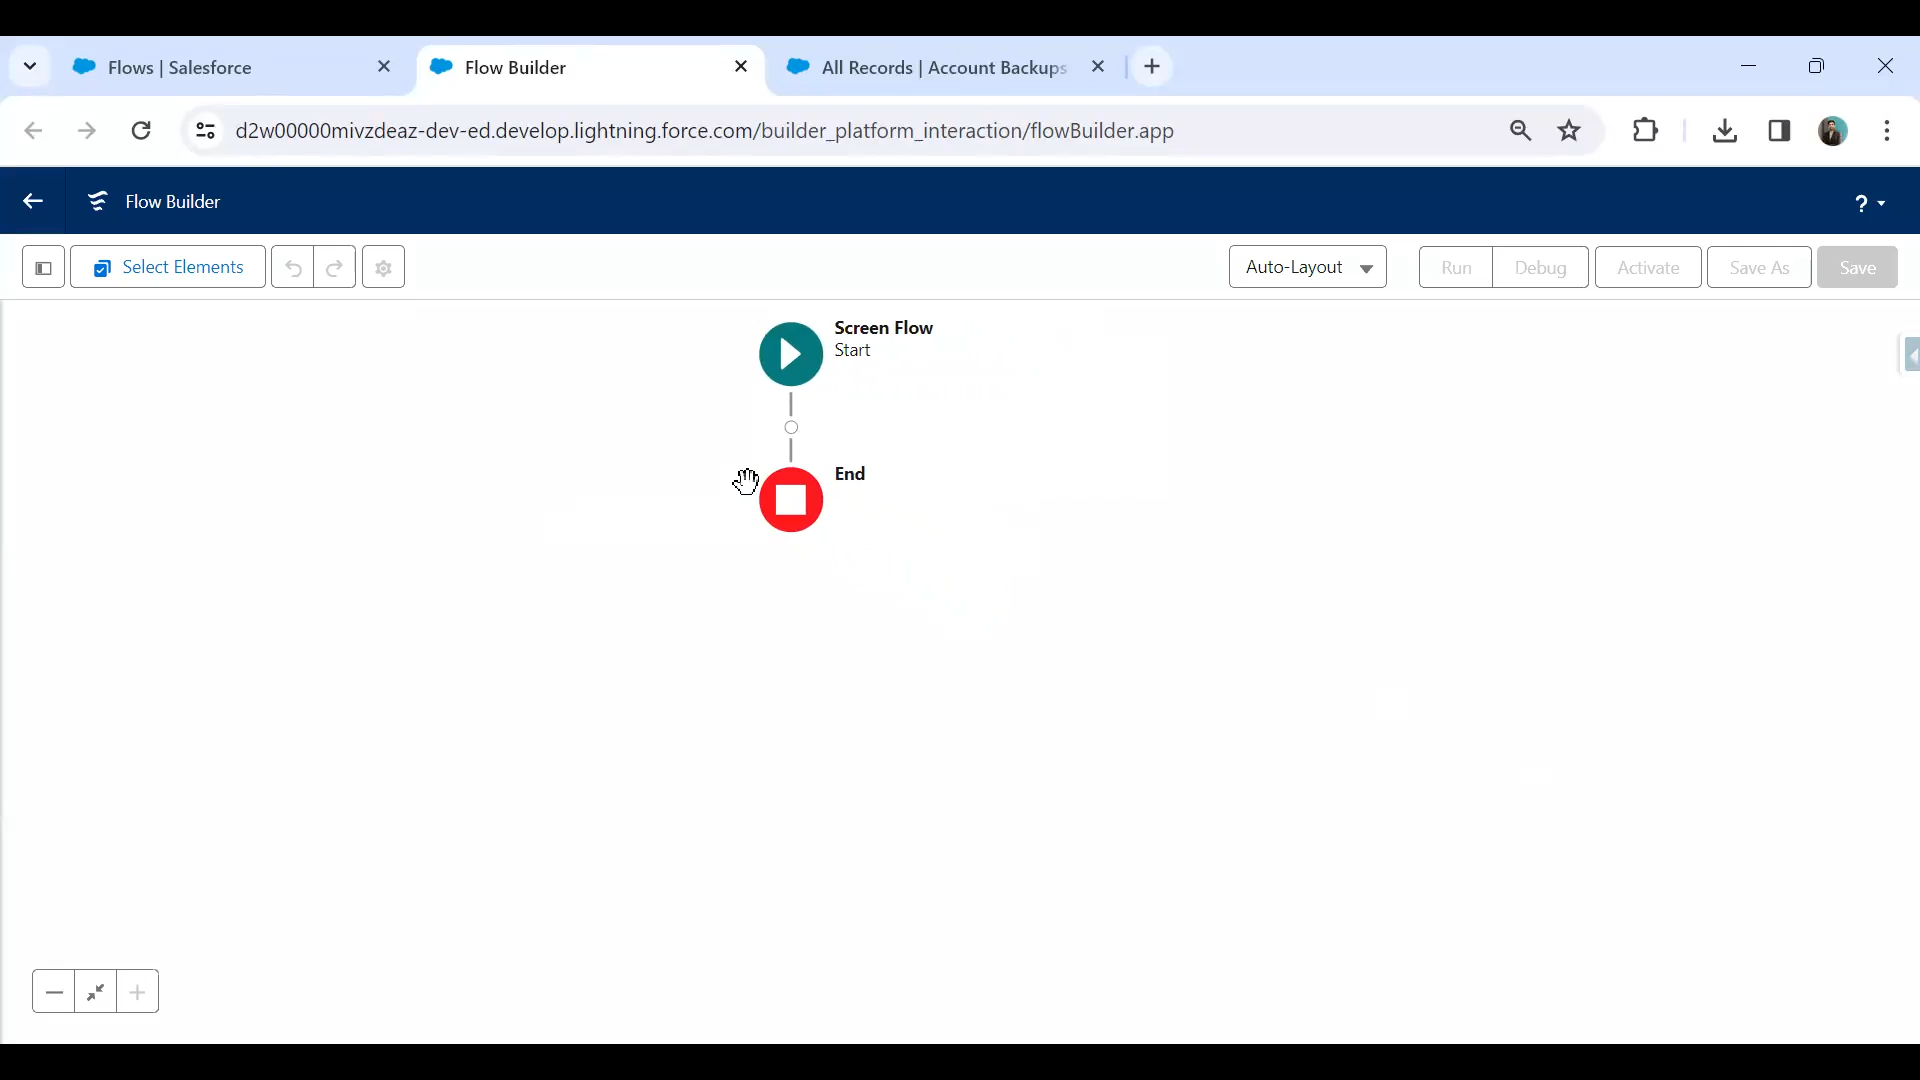 Flows | Salesforce
Flow Builder
All Records | Account Backups
d2w00000mivzdeaz-dev-ed.develop.lightning.force.com/builder_platform_interaction/flowBuilder.app
Flow Builder
?
Select Elements
Auto-Layout
Run
Debug
Activate
Save As
Save
Screen Flow
Start
End